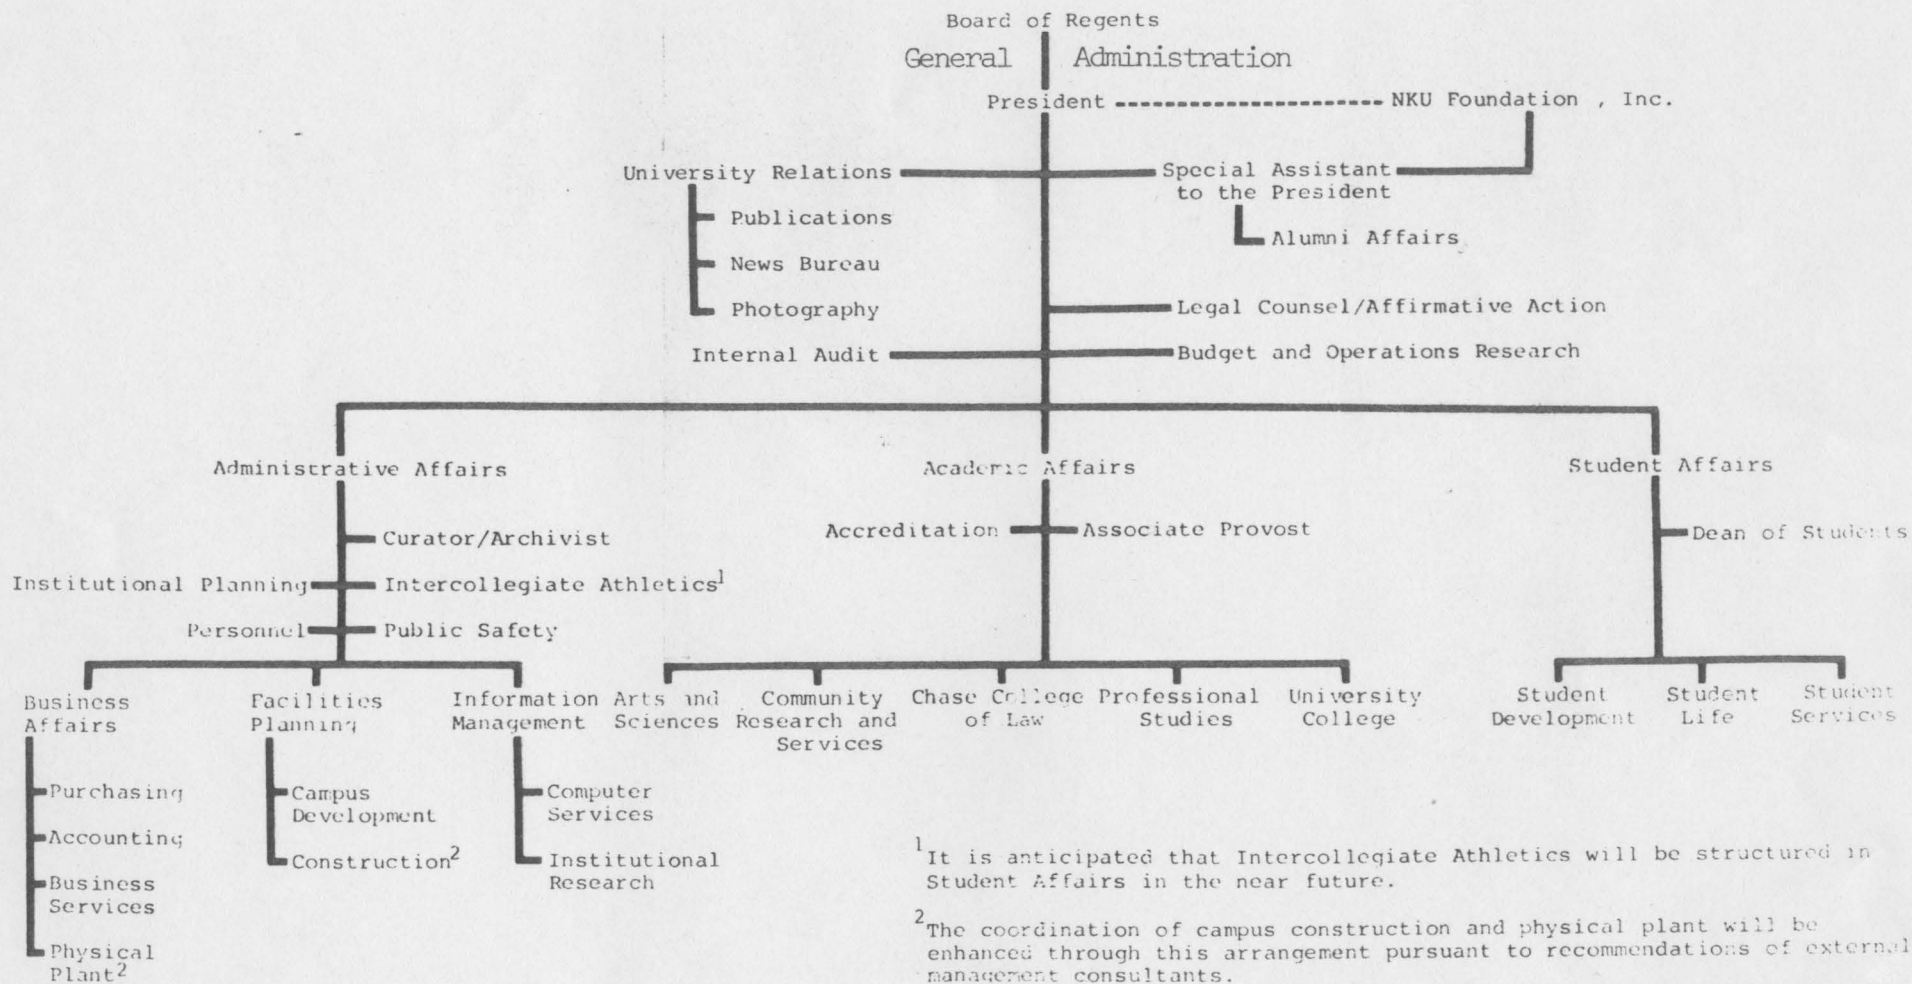 Board of Regents
General Administration
President
NKU Foundation , Inc.
University Relations
Special Assistant
to the President
Publications
Alumni Affairs
News Bureau
Photography
Legal Counsel/Affirmative Action
Internal Audit
Budget and Operations Research
Administrative Affairs
Academic Affairs
Student Affairs
Curator/Archivist
Accreditation
Associate Provost
Dean of Students
Institutional Planning
Intercollegiate Athletics1
Personnel
Public Safety
Business
Affairs
Facilities
Planning
Information
Management
Arts and
Sciences
Community
Research and
Services
Chase College
of Law
Professional
Studies
University
College
Student
Development
Student
Life
Student
Services
Purchasing
Accounting
Business
Services
Physical
Plant2
Campus
Development
Construction2
Computer
Services
Institutional
Research
1It is anticipated that Intercollegiate Athletics will be structured in
Student Affairs in the near future.
2The coordination of campus construction and physical plant will be
enhanced through this arrangement pursuant to recommendations of external
management consultants.